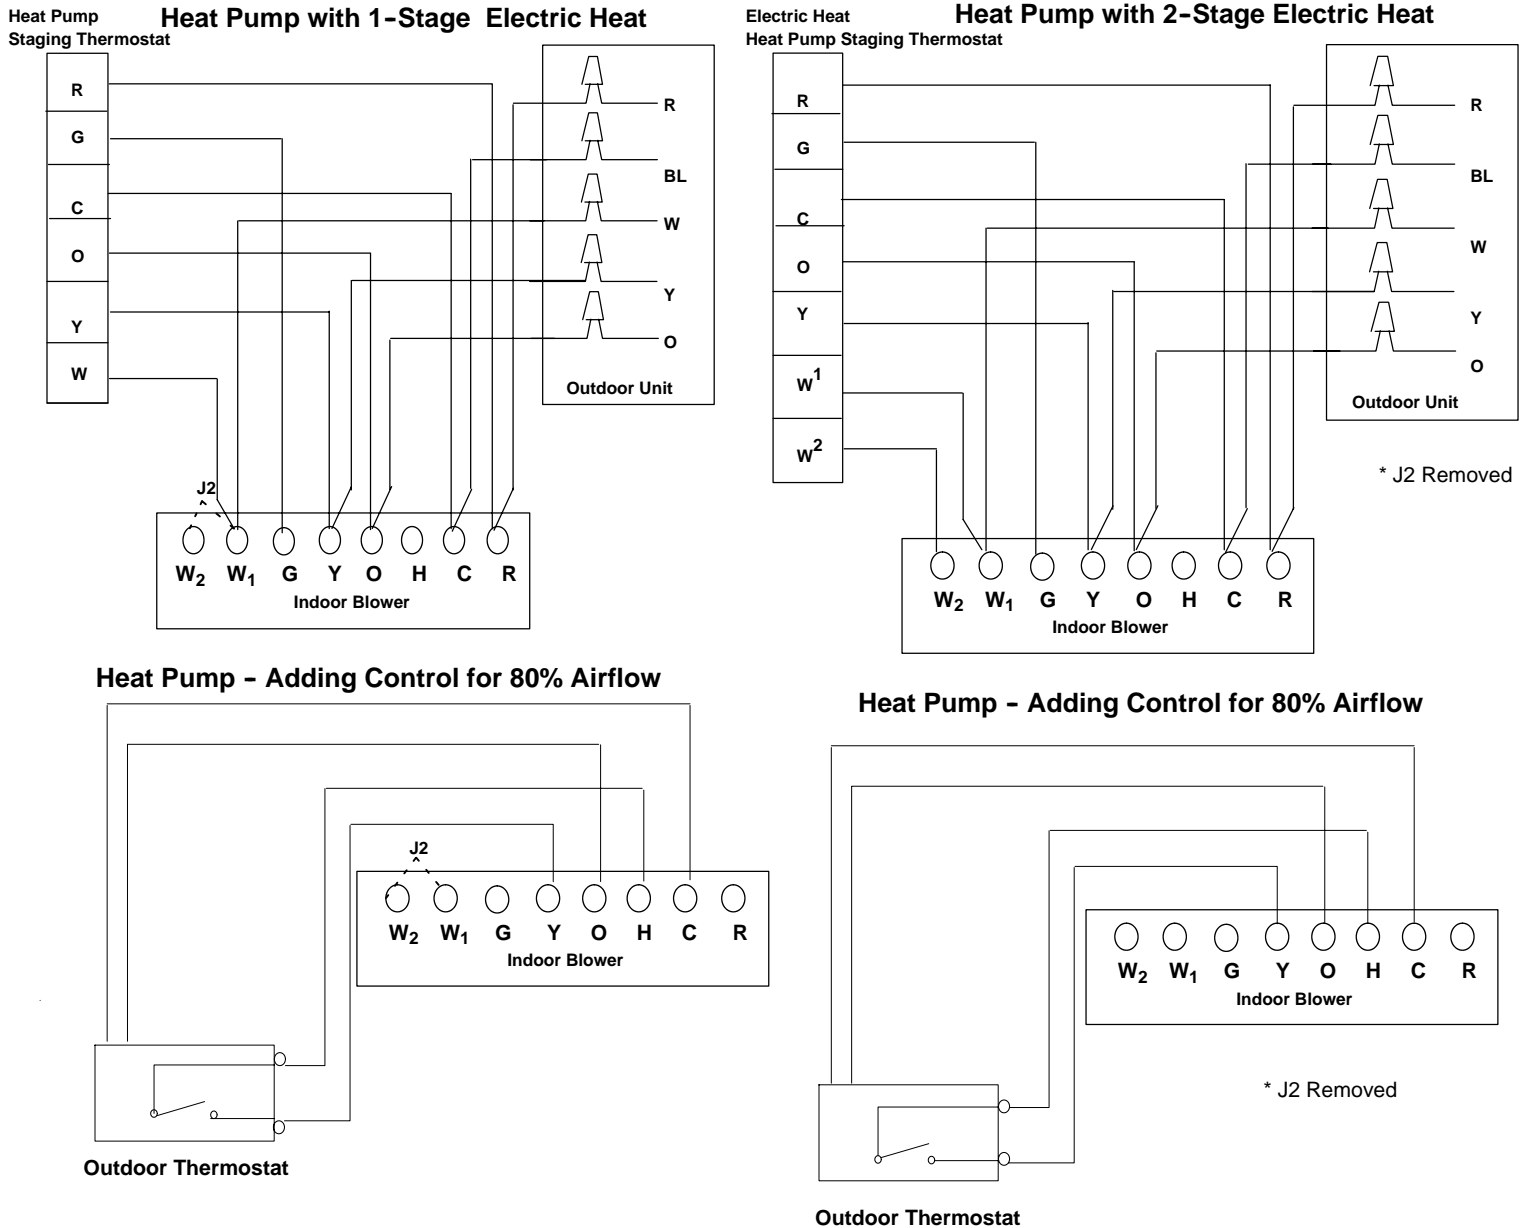 Heat Pump with 1-Stage Electric Heat
Heat Pump
Staging Thermostat
R
G
C
O
Y
W
R
BL
W
Y
O
Outdoor Unit
J2
W2 W1 G Y O H C R
Indoor Blower
Heat Pump with 2-Stage Electric Heat
Electric Heat
Heat Pump Staging Thermostat
R
G
C
O
Y
W1
W2
R
BL
W
Y
O
Outdoor Unit
* J2 Removed
W2 W1 G Y O H C R
Indoor Blower
Heat Pump - Adding Control for 80% Airflow
J2
W2 W1 G Y O H C R
Indoor Blower
Outdoor Thermostat
Heat Pump - Adding Control for 80% Airflow
W2 W1 G Y O H C R
Indoor Blower
* J2 Removed
Outdoor Thermostat